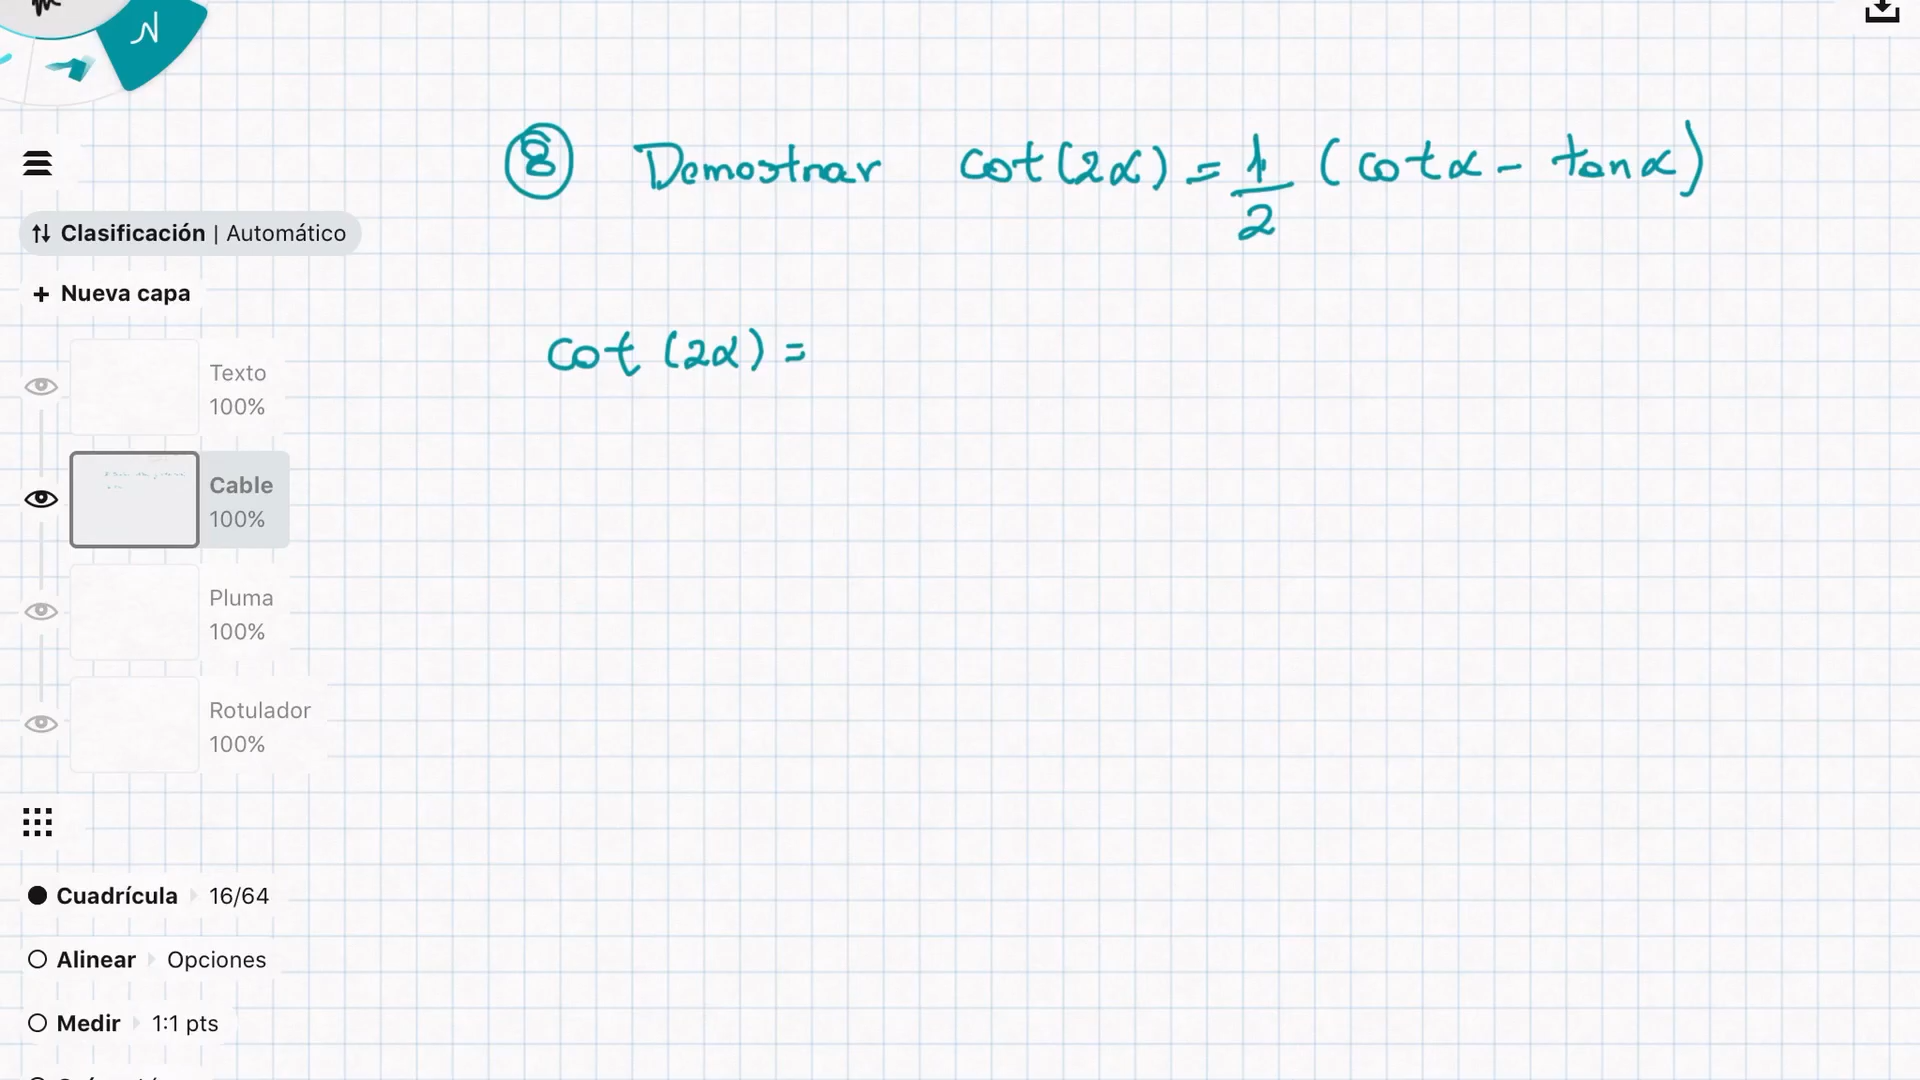 ⑧ Demostrar cot(2α) = 1/2 (cotα - tanα)
Clasificación | Automático
+ Nueva capa
cot (2α) =
Texto
100%
Cable
100%
Pluma
100%
Rotulador
100%
Cuadrícula 16/64
Alinear Opciones
Medir 1:1 pts